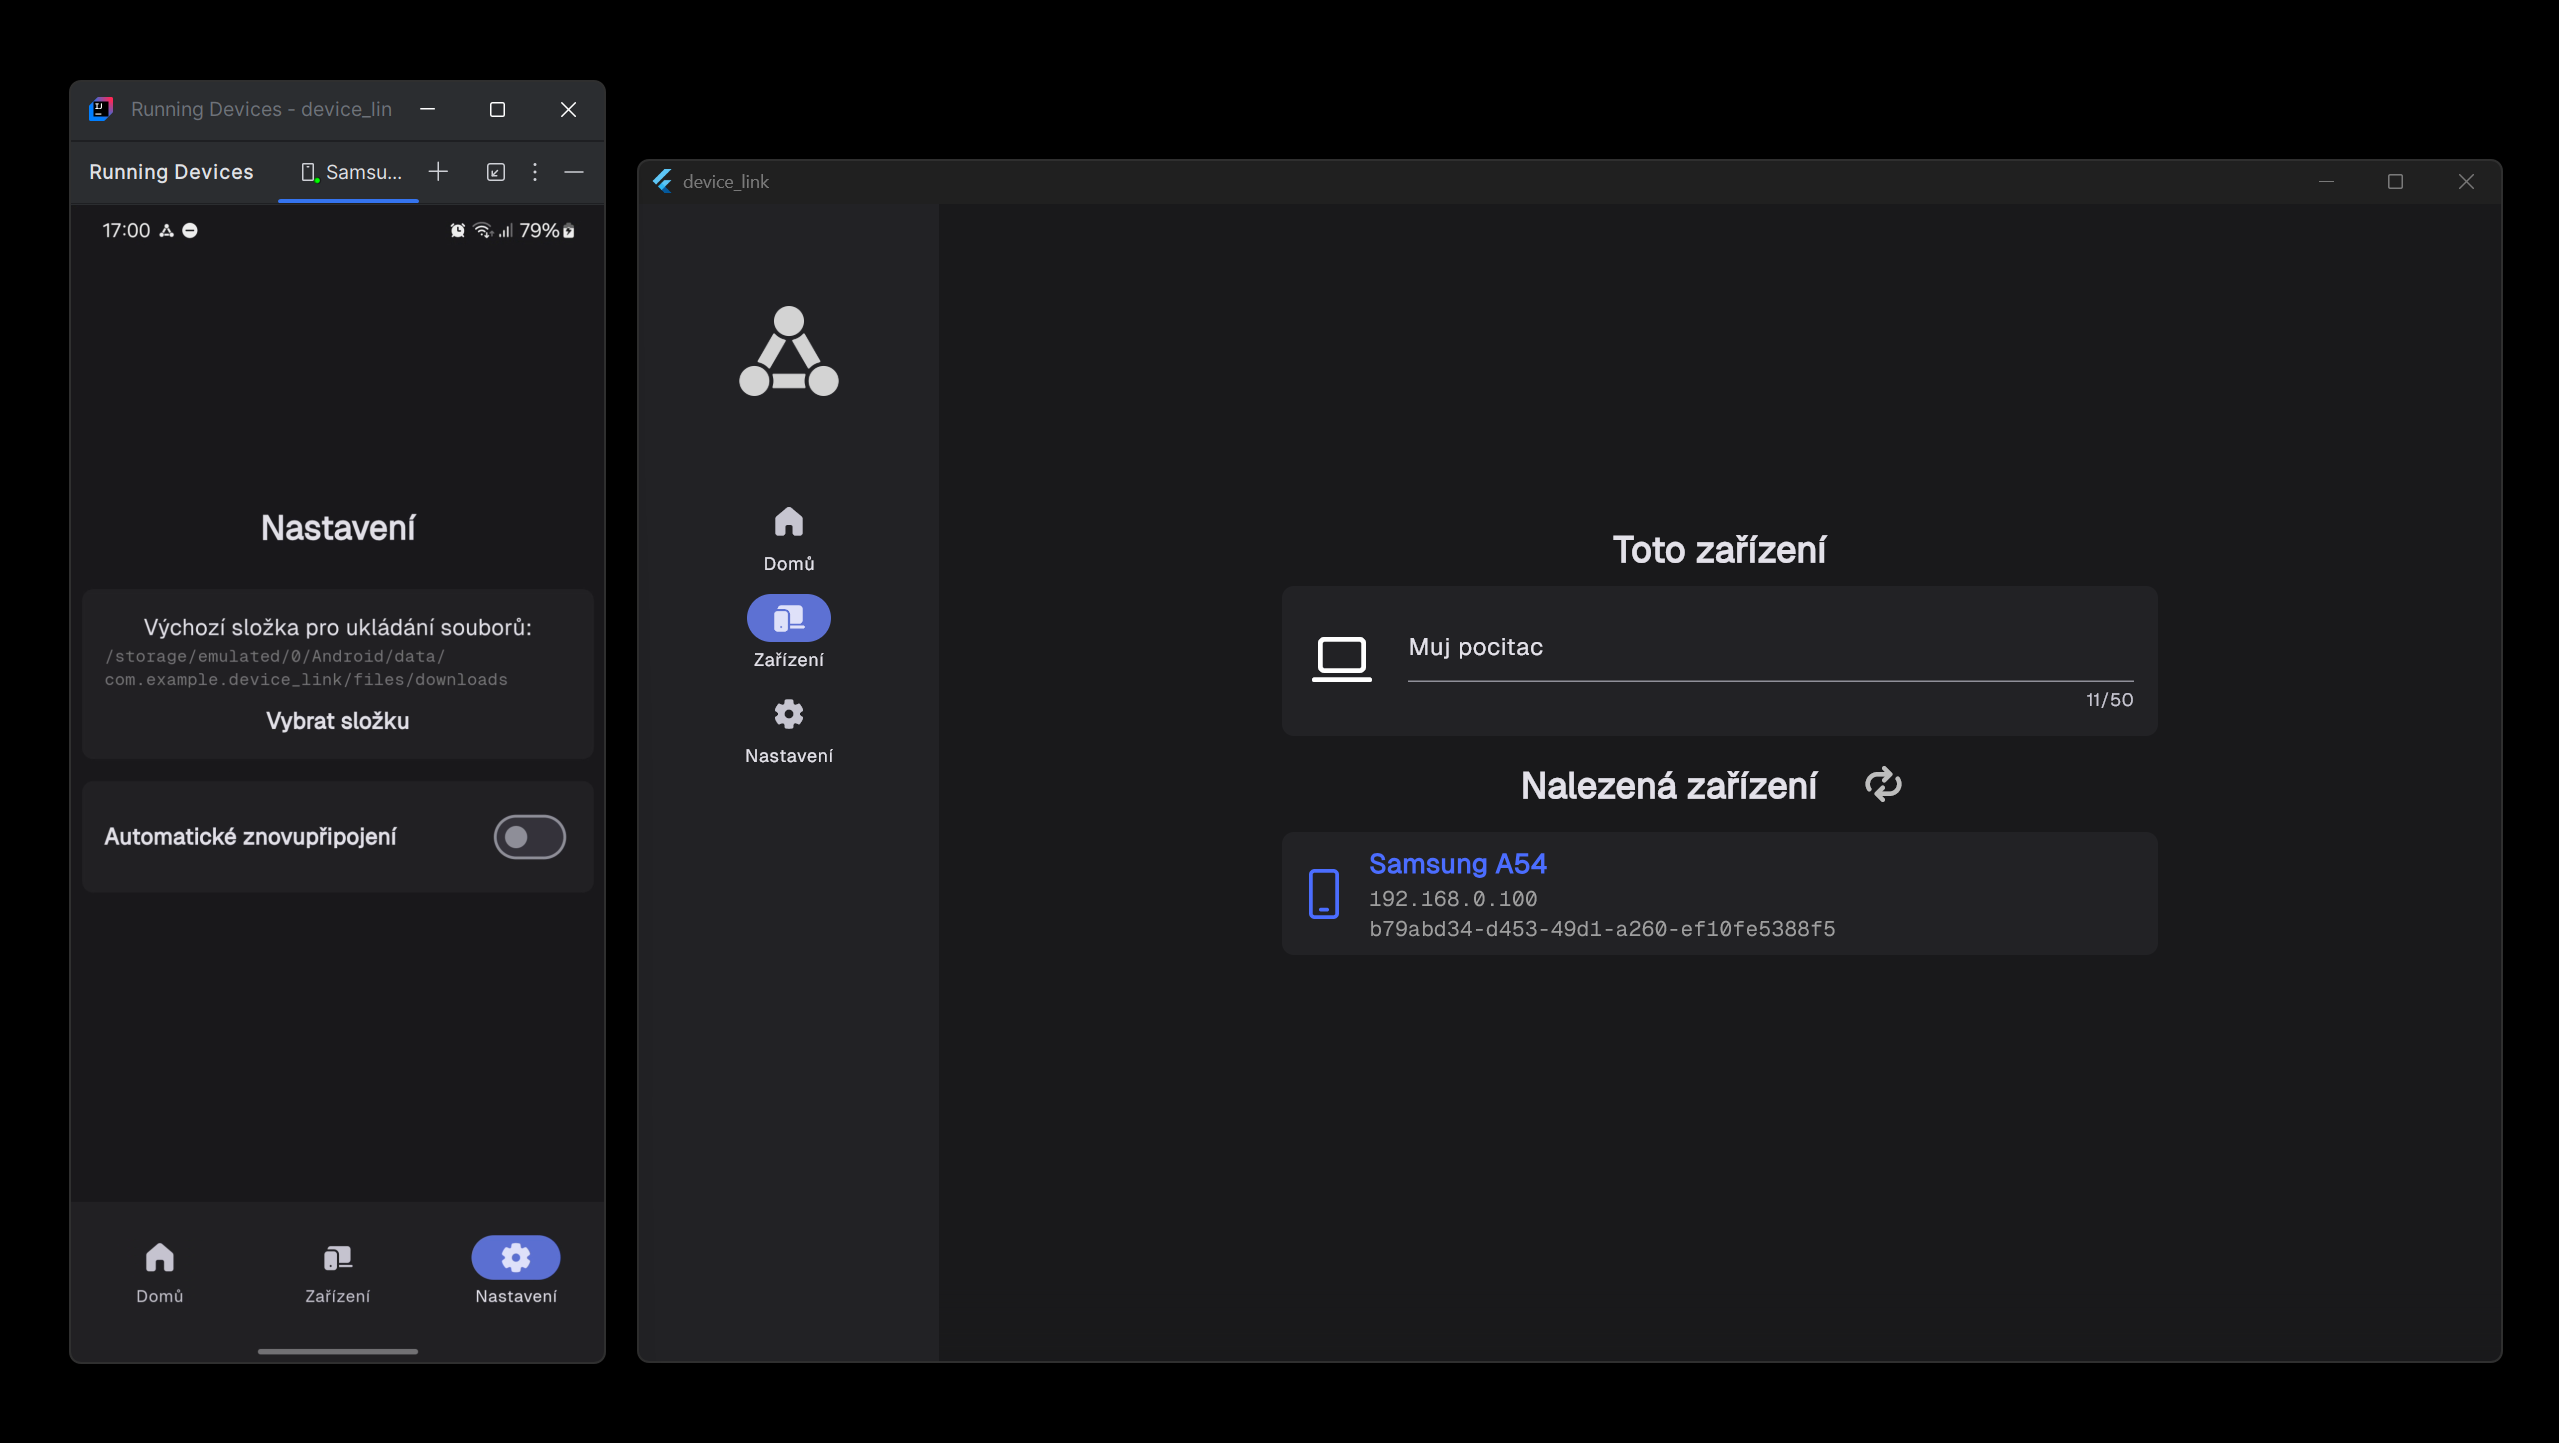 Running Devices - device_lin
Running Devices
Samsu...
17:00
79%
Nastavení
Výchozí složka pro ukládání souborů:
/storage/emulated/0/Android/data/
com.example.device_link/files/downloads
Vybrat složku
Automatické znovupřipojení
Domů
Zařízení
Nastavení
device_link
Domů
Zařízení
Nastavení
Toto zařízení
Muj pocitac
11/50
Nalezená zařízení
Samsung A54
192.168.0.100
b79abd34-d453-49d1-a260-ef10fe5388f5